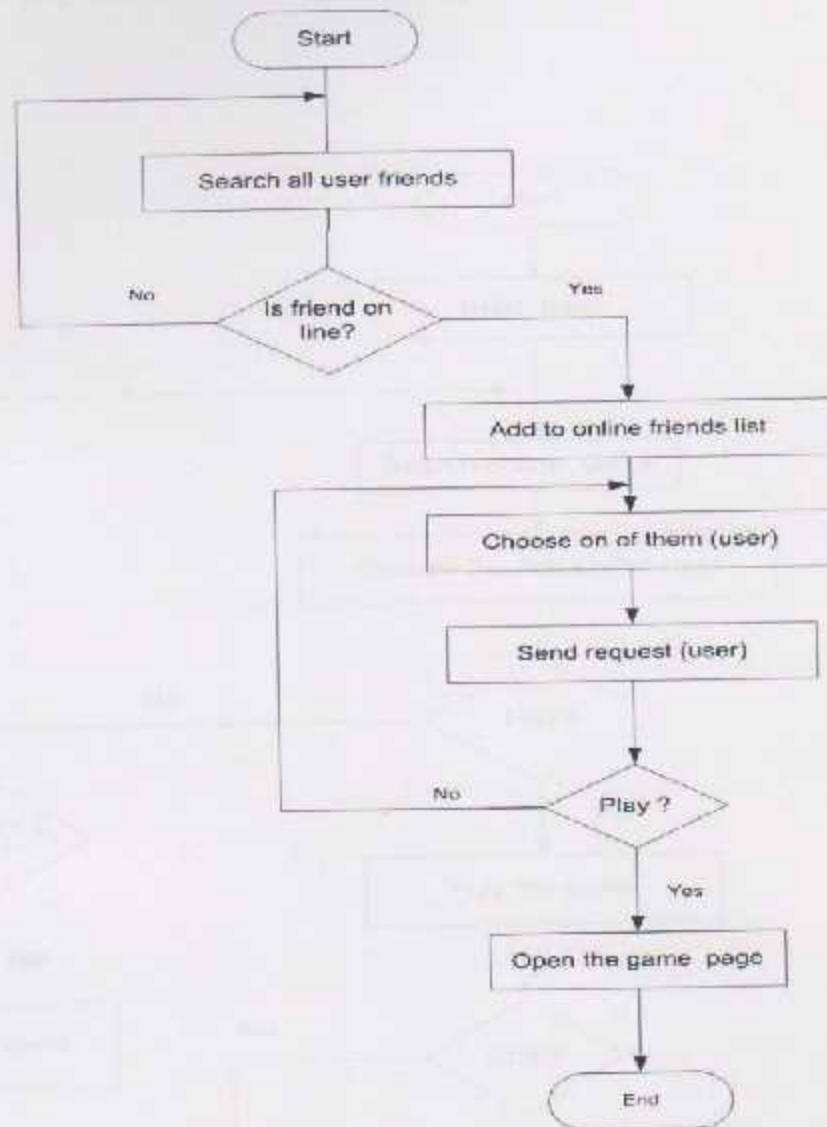 Start
Search all user friends
No
Is friend on
line?
Yes
Add to online friends list
Choose on of them (user)
Send request (user)
No
Play ?
Yes
Open the game page
End